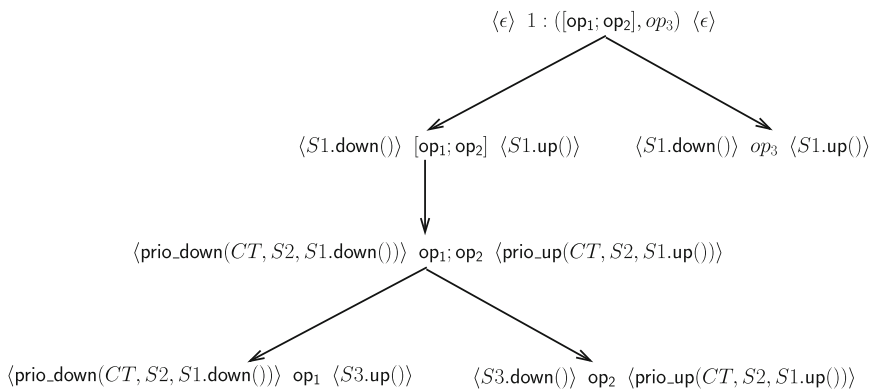 ⟨ϵ⟩ 1 : ([op₁; op₂], op₃) ⟨ϵ⟩
⟨S1.down()⟩ [op₁; op₂] ⟨S1.up()⟩ ⟨S1.down()⟩ op₃ ⟨S1.up()⟩
⟨prio_down(CT, S2, S1.down())⟩ op₁; op₂ ⟨prio_up(CT, S2, S1.up())⟩
⟨prio_down(CT, S2, S1.down())⟩ op₁ ⟨S3.up()⟩ ⟨S3.down()⟩ op₂ ⟨prio_up(CT, S2, S1.up())⟩